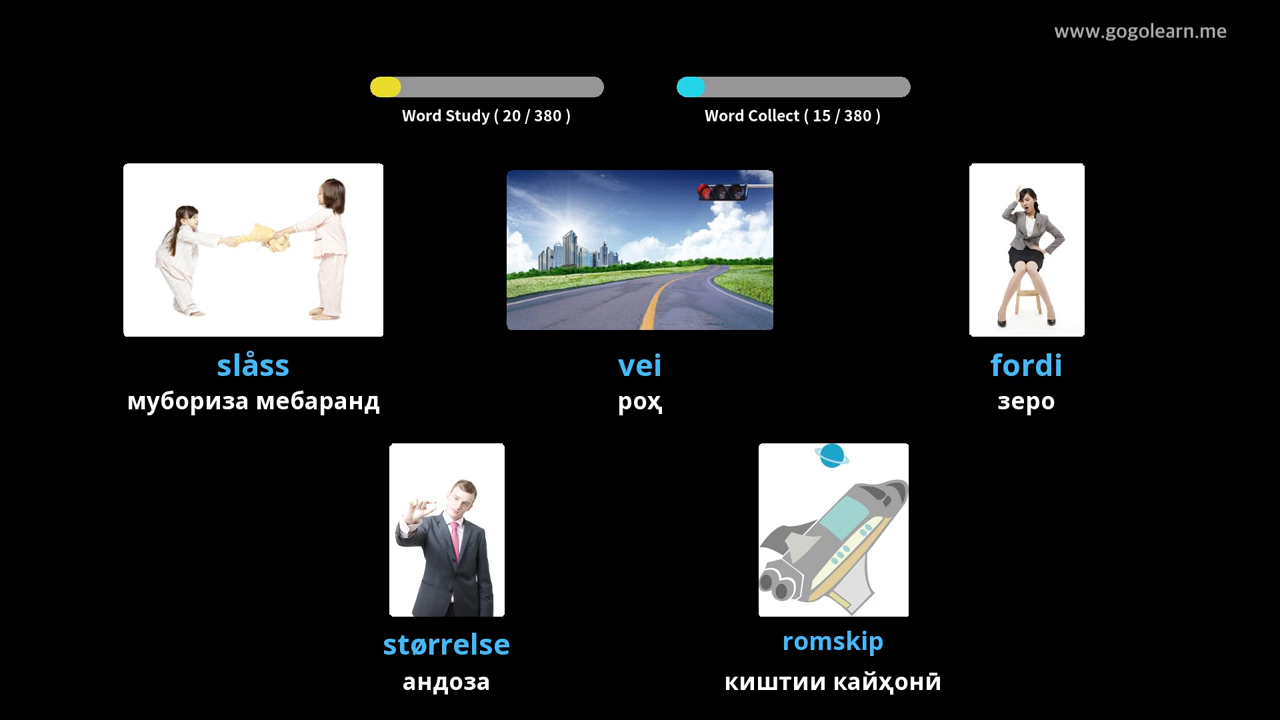 www.gogolearn.me
Word Study ( 20 / 380 )
Word Collect ( 15 / 380 )
slåss
мубориза мебаранд
vei
роҳ
fordi
зеро
størrelse
андоза
romskip
киштии кайҳонӣ